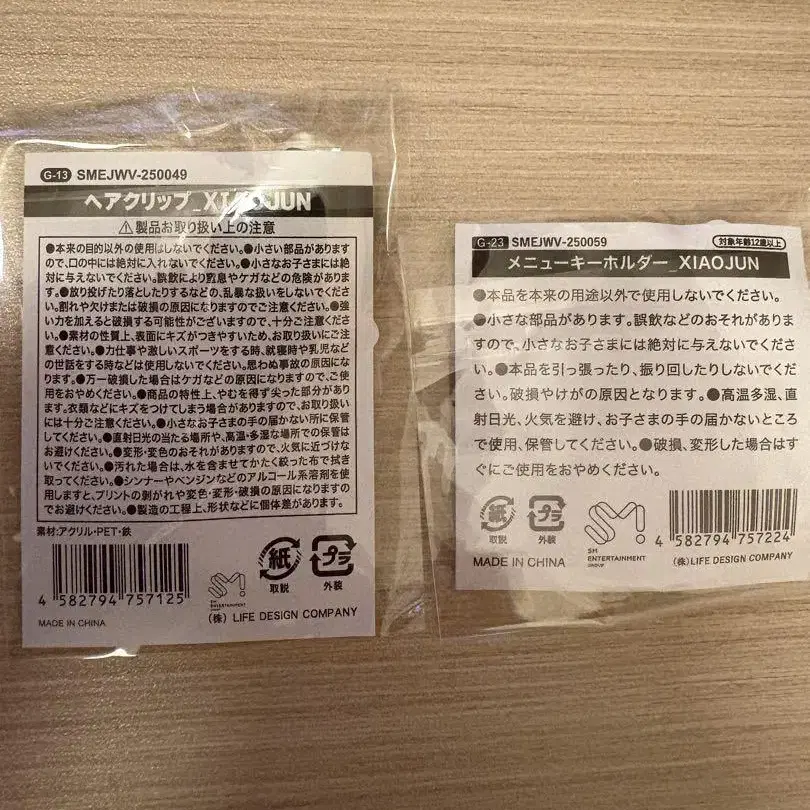 G-13 SMEJWV-250049
ヘアクリップ_XIAOJUN
⚠製品お取り扱い上の注意
●本来の目的以外の使用はしないでください。●小さい部品がありますので、口の中には絶対に入れないでください。●小さなお子さまには絶
対に与えないでください。誤飲により窒息やケガなどの危険があります。
●放り投げたり落としたりするなどの、乱暴な扱いをしないでください。
割れや欠けまたは破損の原因になりますのでご注意ください。●強
い力を加えると破損する可能性がございますので、十分ご注意ください。
●素材の性質上、表面にキズがつきやすいため、お取り扱いにご注
意ください。●力仕事や激しいスポーツをする時、就寝時や乳児など
の世話をする時などは使用しないでください。思わぬ事故の原因にな
ります。●万一破損した場合はケガなどの原因になりますので、ご使
用をおやめください。●商品の特性上、やむを得ず尖った部分があり
ます。衣類などにキズをつけてしまう場合がありますので、お取り扱い
には十分ご注意ください。●小さなお子さまの手の届かない所に保管
してください。●直射日光の当たる場所や、高温・多湿な場所での保管は
お避けください。●変形・変色のおそれがありますので、火気に近づけな
いでください。●汚れた場合は、水を含ませてかたく絞った布で拭き
取ってください。●シンナーやベンジンなどのアルコール系溶剤を使
用しますと、プリントの剥がれや変色・変形・破損の原因になりますの
でお避けください。●製造の工程上、形状などに個体差があります。
素材:アクリル・PET・鉄
4 582794 757125
紙
取説
プラ
外装
SM
SM ENTERTAINMENT GROUP
(株) LIFE DESIGN COMPANY
MADE IN CHINA
G-23 SMEJWV-250059 対象年齢12歳以上
メニューキーホルダー_XIAOJUN
●本品を本来の用途以外で使用しないでください。
●小さな部品があります。誤飲などのおそれがありま
すので、小さなお子さまには絶対に与えないでくださ
い。●本品を引っ張ったり、振り回したりしないでくだ
さい。破損やけがの原因となります。●高温多湿、直
射日光、火気を避け、お子さまの手の届かないところ
で使用、保管してください。●破損、変形した場合はす
ぐにご使用をおやめください。
紙
取説
プラ
外装
SM
SM ENTERTAINMENT GROUP
4 582794 757224
MADE IN CHINA
(株) LIFE DESIGN COMPANY